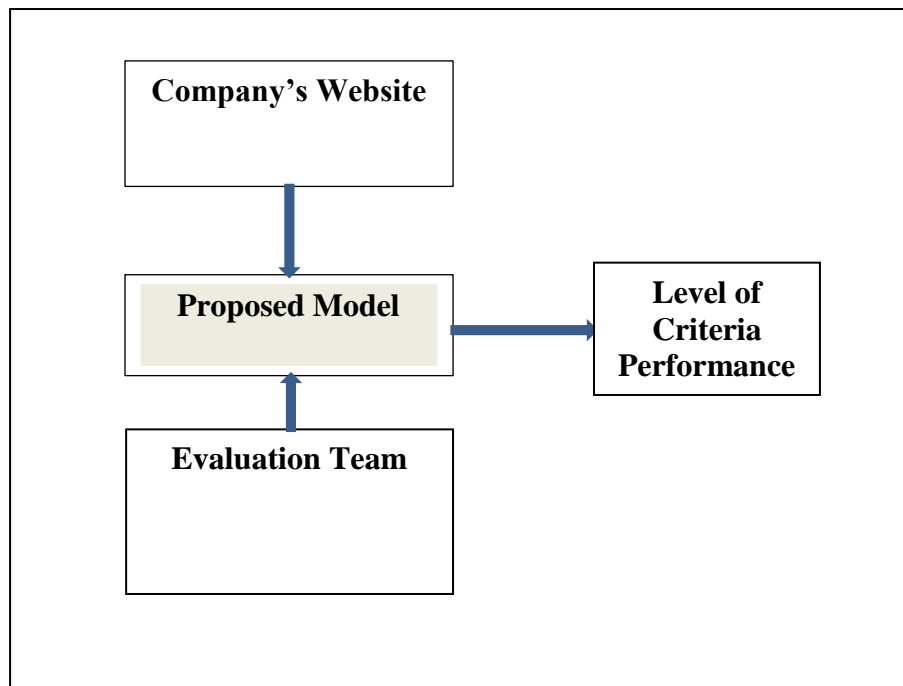 Company’s Website
Proposed Model
Level of
Criteria
Performance
Evaluation Team